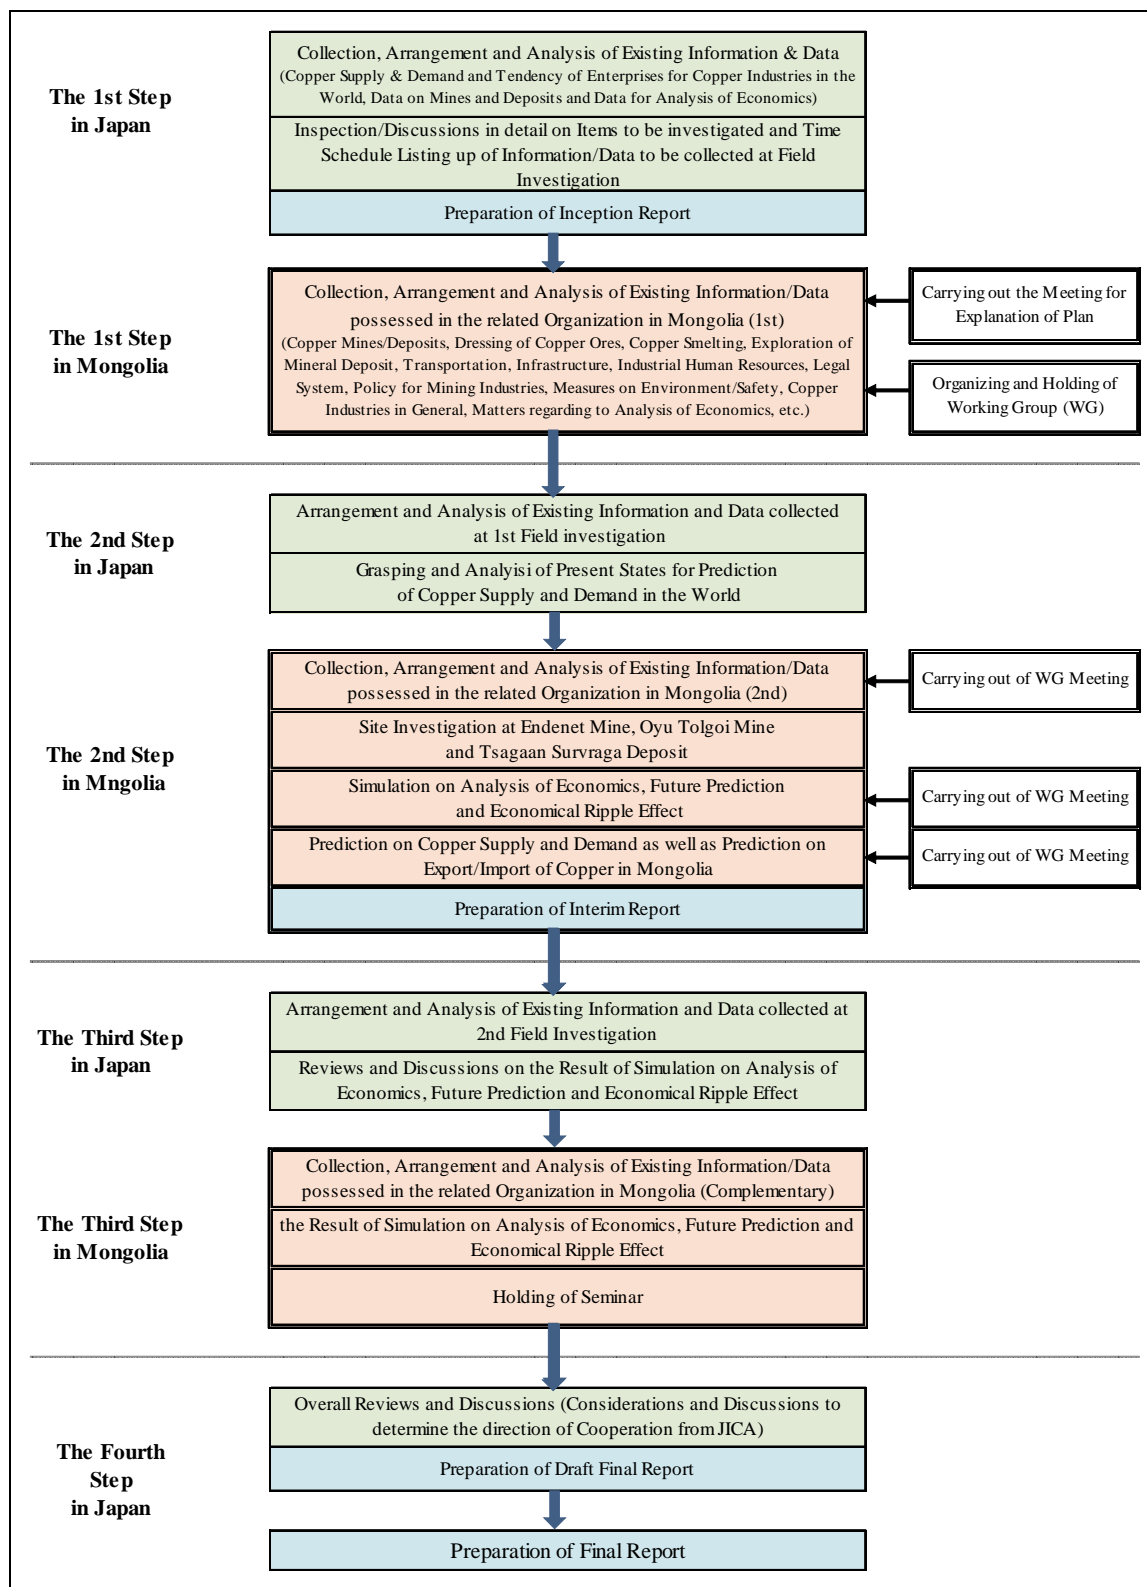 The 1st Step
in Japan
Collection, Arrangement and Analysis of Existing Information & Data
(Copper Supply & Demand and Tendency of Enterprises for Copper Industries in the
World, Data on Mines and Deposits and Data for Analysis of Economics)
Inspection/Discussions in detail on Items to be investigated and Time
Schedule Listing up of Information/Data to be collected at Field
Investigation
Preparation of Inception Report
The 1st Step
in Mongolia
Collection, Arrangement and Analysis of Existing Information/Data
possessed in the related Organization in Mongolia (1st)
(Copper Mines/Deposits, Dressing of Copper Ores, Copper Smelting, Exploration of
Mineral Deposit, Transportation, Infrastructure, Industrial Human Resources, Legal
System, Policy for Mining Industries, Measures on Environment/Safety, Copper
Industries in General, Matters regarding to Analysis of Economics, etc.)
Carrying out the Meeting for
Explanation of Plan
Organizing and Holding of
Working Group (WG)
The 2nd Step
in Japan
Arrangement and Analysis of Existing Information and Data collected
at 1st Field investigation
Grasping and Analyisi of Present States for Prediction
of Copper Supply and Demand in the World
The 2nd Step
in Mngolia
Collection, Arrangement and Analysis of Existing Information/Data
possessed in the related Organization in Mongolia (2nd)
Carrying out of WG Meeting
Site Investigation at Endenet Mine, Oyu Tolgoi Mine
and Tsagaan Survraga Deposit
Simulation on Analysis of Economics, Future Prediction
and Economical Ripple Effect
Carrying out of WG Meeting
Prediction on Copper Supply and Demand as well as Prediction on
Export/Import of Copper in Mongolia
Carrying out of WG Meeting
Preparation of Interim Report
The Third Step
in Japan
Arrangement and Analysis of Existing Information and Data collected at
2nd Field Investigation
Reviews and Discussions on the Result of Simulation on Analysis of
Economics, Future Prediction and Economical Ripple Effect
The Third Step
in Mongolia
Collection, Arrangement and Analysis of Existing Information/Data
possessed in the related Organization in Mongolia (Complementary)
the Result of Simulation on Analysis of Economics, Future Prediction and
Economical Ripple Effect
Holding of Seminar
The Fourth
Step
in Japan
Overall Reviews and Discussions (Considerations and Discussions to
determine the direction of Cooperation from JICA)
Preparation of Draft Final Report
Preparation of Final Report